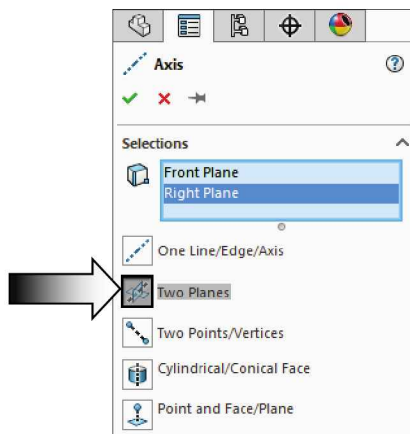 Axis
Selections
Front Plane
Right Plane
One Line/Edge/Axis
Two Planes
Two Points/Vertices
Cylindrical/Conical Face
Point and Face/Plane